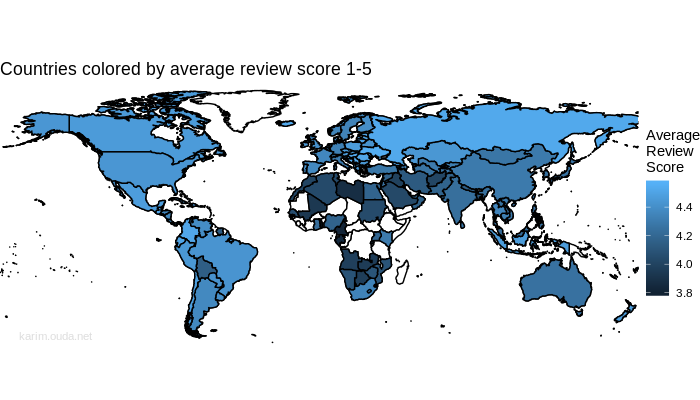 Countries colored by average review score 1-5
Average
Review
Score
4.4
4.2
4.0
3.8
karim.ouda.net